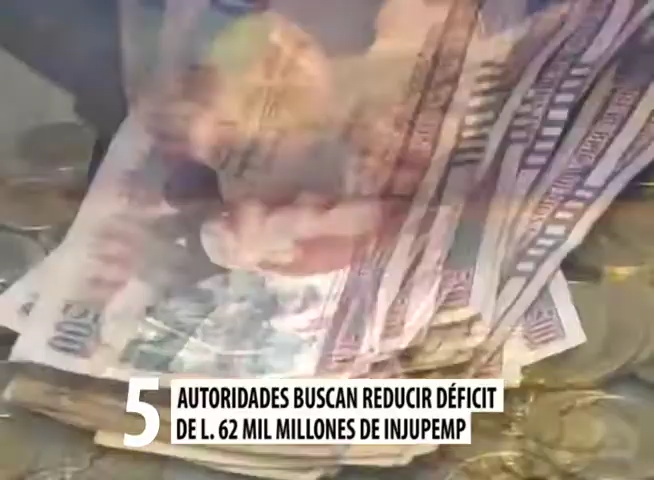 5
AUTORIDADES BUSCAN REDUCIR DÉFICIT
DE L. 62 MIL MILLONES DE INJUPEMP